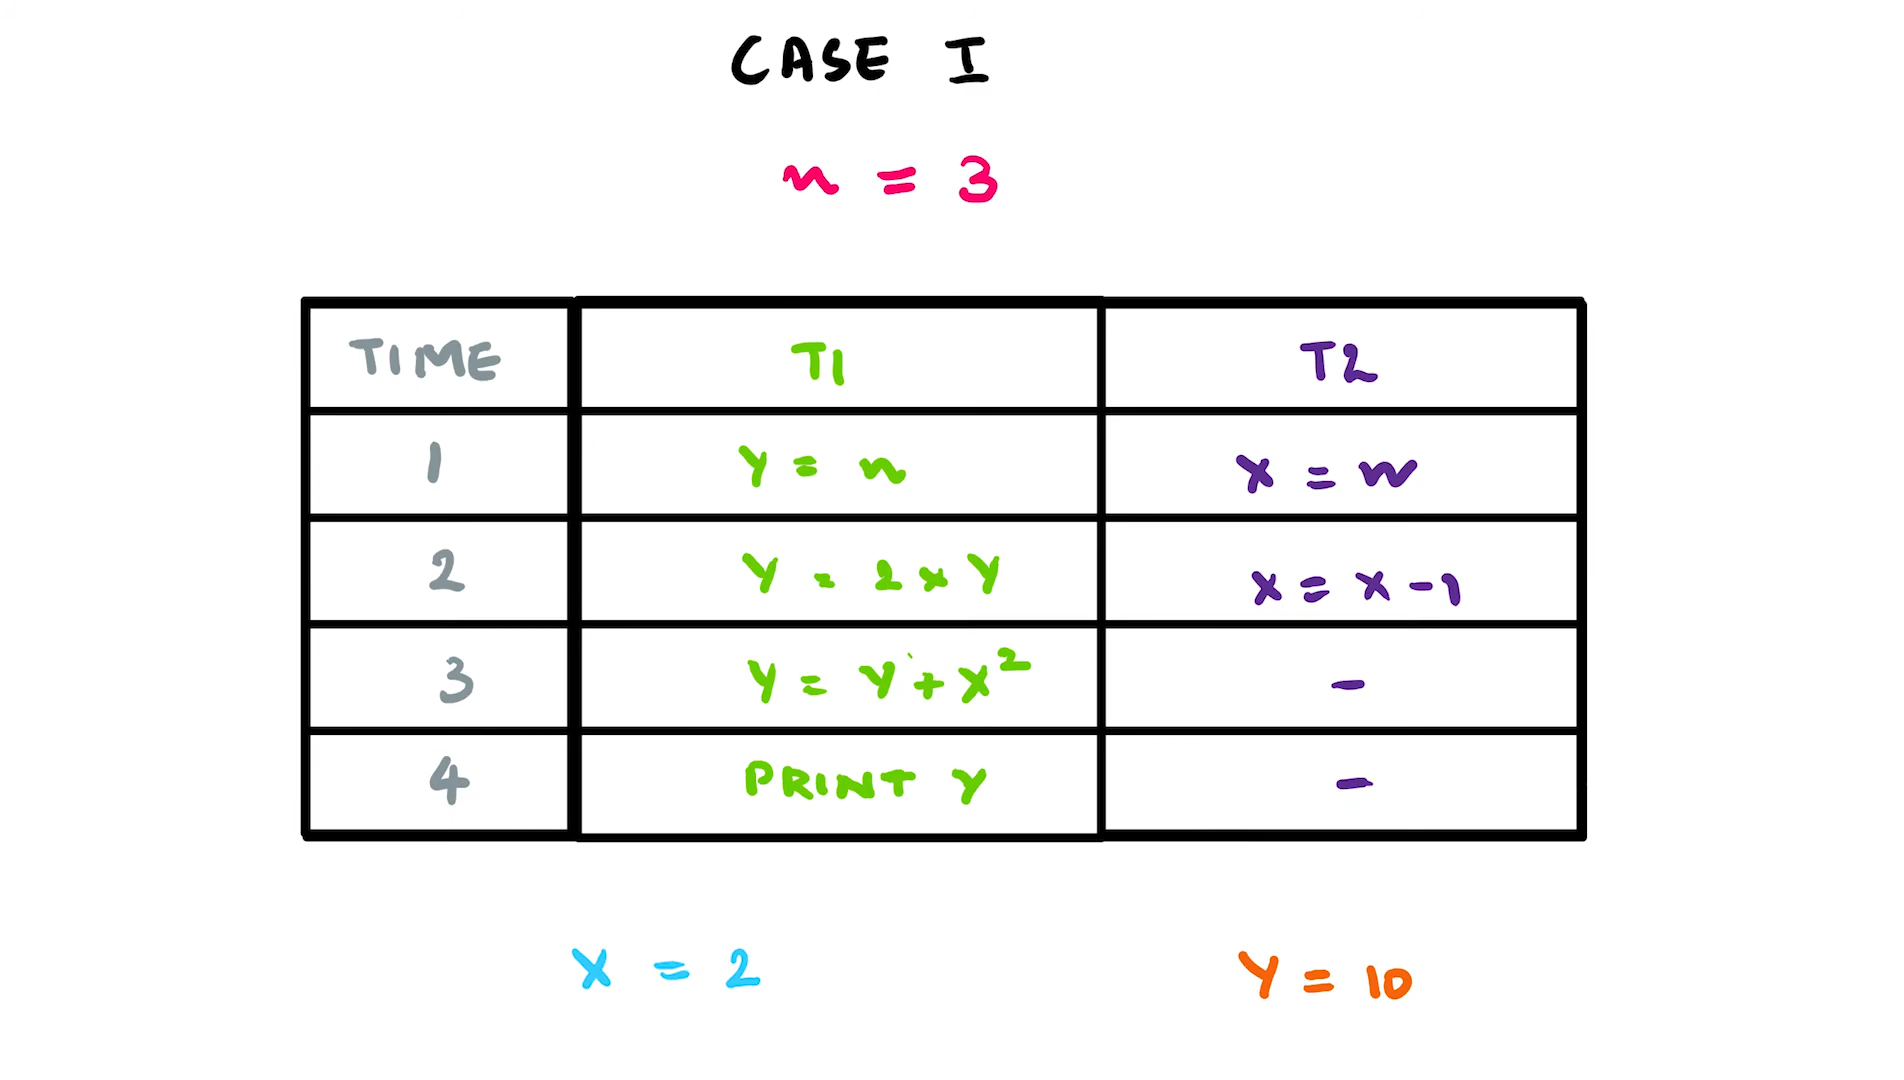 CASE I
n = 3
TIME T1 T2
1 Y = n X = n
2 Y = 2 x Y X = X - 1
3 Y = Y + X² -
4 PRINT Y -
X = 2 Y = 10